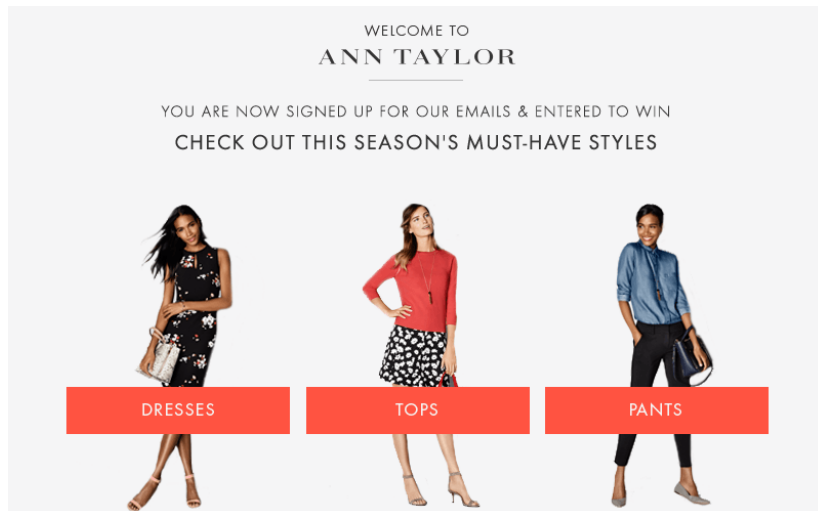 WELCOME TO
ANN TAYLOR
YOU ARE NOW SIGNED UP FOR OUR EMAILS & ENTERED TO WIN
CHECK OUT THIS SEASON'S MUST-HAVE STYLES
DRESSES
TOPS
PANTS